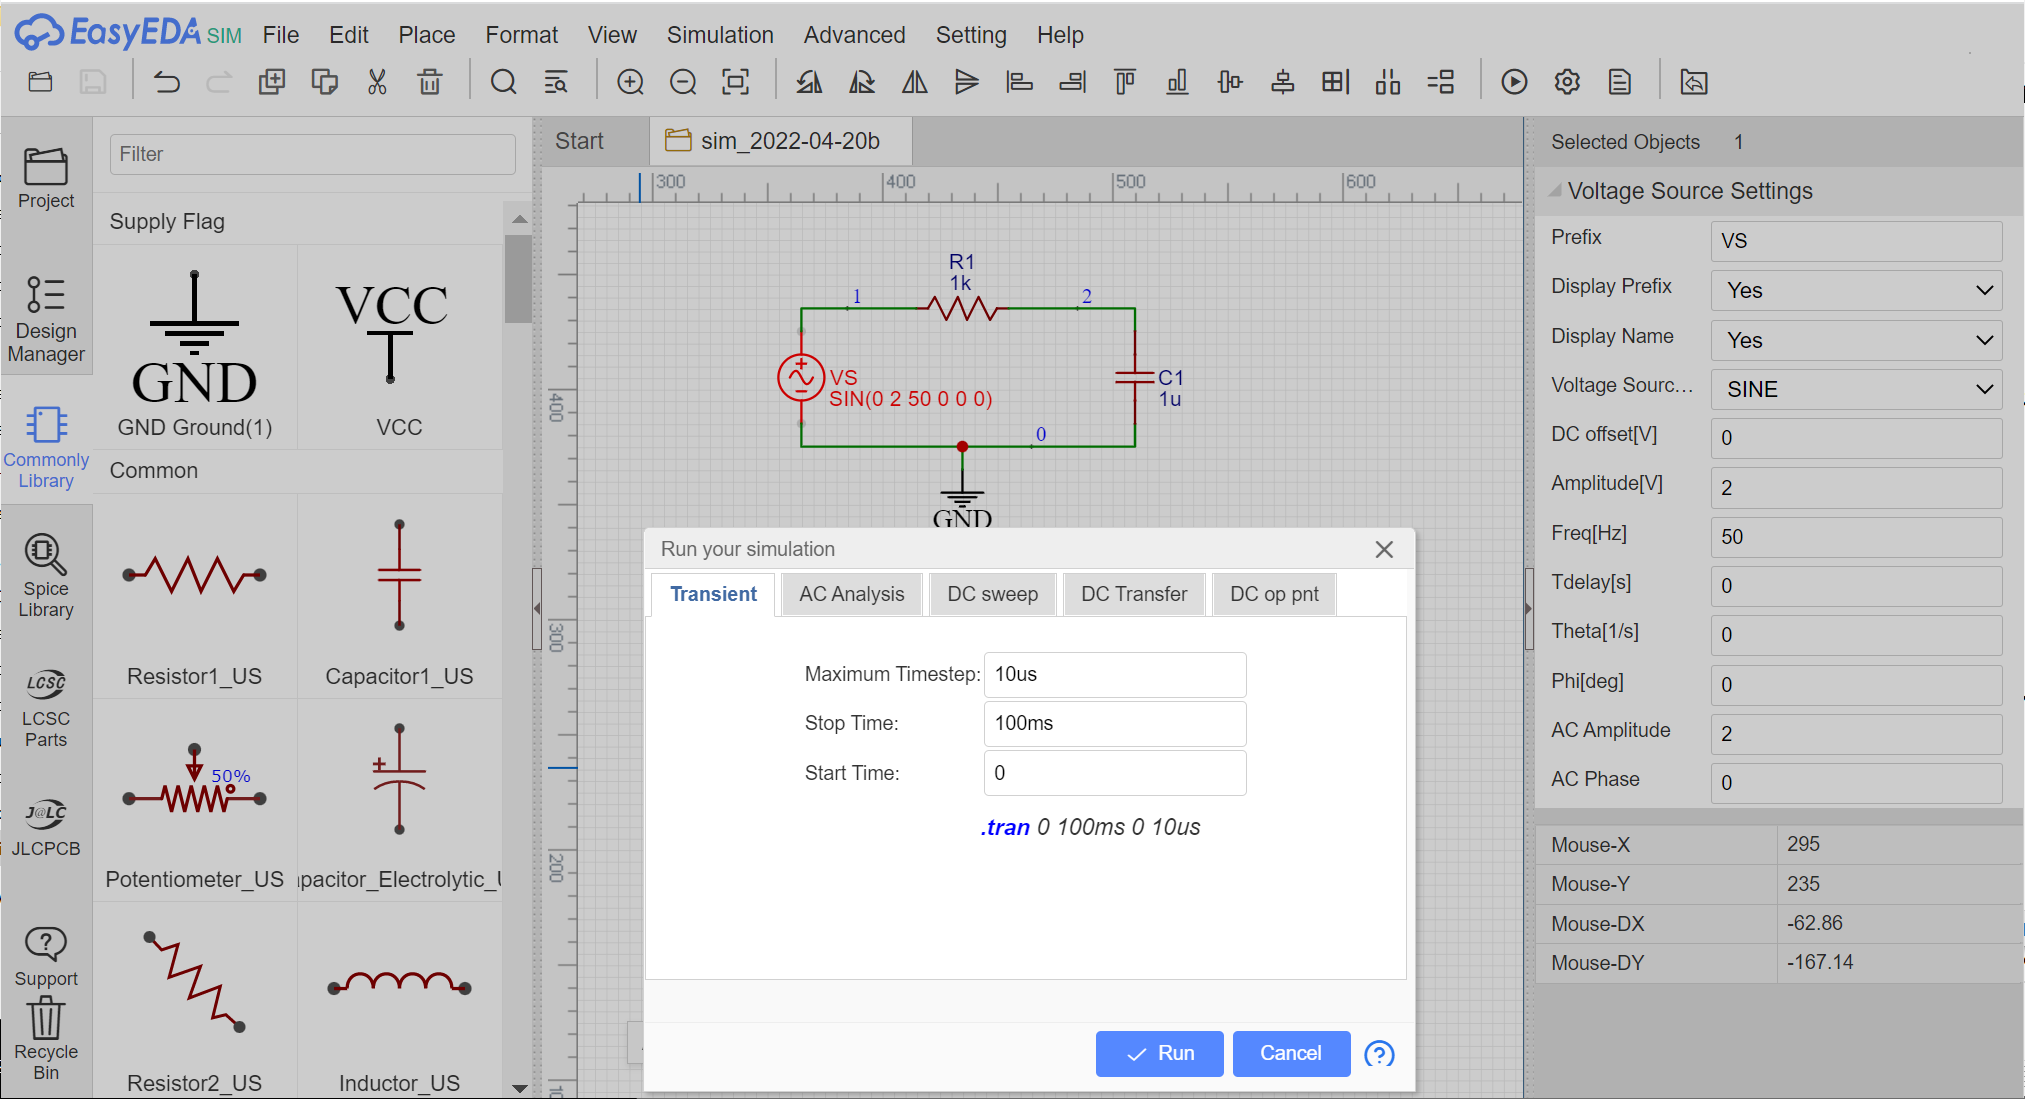 EasyEDA SIM File Edit Place Format View Simulation Advanced Setting Help
Project
Design
Manager
Commonly
Library
Spice
Library
LCSC
LCSC
Parts
J@LC
JLCPCB
Support
Recycle
Bin
Filter
Supply Flag
GND
GND Ground(1)
VCC
VCC
Common
Resistor1_US
Capacitor1_US
50%
Potentiometer_US
+
pacitor_Electrolytic_
Resistor2_US
Inductor_US
Start
sim_2022-04-20b
300 400 500 600
400
300
200
R1
1k
1
2
VS
SIN(0 2 50 0 0 0)
C1
1u
0
GND
Run your simulation
Transient AC Analysis DC sweep DC Transfer DC op pnt
Maximum Timestep: 10us
Stop Time: 100ms
Start Time: 0
.tran 0 100ms 0 10us
Run
Cancel
Selected Objects 1
Voltage Source Settings
Prefix VS
Display Prefix Yes
Display Name Yes
Voltage Sourc... SINE
DC offset[V] 0
Amplitude[V] 2
Freq[Hz] 50
Tdelay[s] 0
Theta[1/s] 0
Phi[deg] 0
AC Amplitude 2
AC Phase 0
Mouse-X 295
Mouse-Y 235
Mouse-DX -62.86
Mouse-DY -167.14